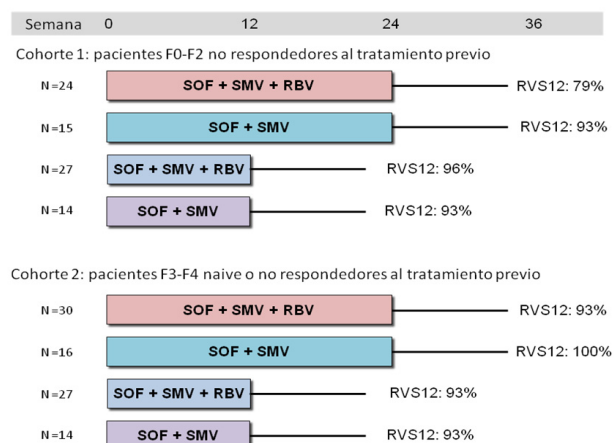 Semana 0 12 24 36
Cohorte 1: pacientes F0-F2 no respondedores al tratamiento previo
N=24 SOF + SMV + RBV RVS12: 79%
N=15 SOF + SMV RVS12: 93%
N=27 SOF + SMV + RBV RVS12: 96%
N=14 SOF + SMV RVS12: 93%
Cohorte 2: pacientes F3-F4 naive o no respondedores al tratamiento previo
N=30 SOF + SMV + RBV RVS12: 93%
N=16 SOF + SMV RVS12: 100%
N=27 SOF + SMV + RBV RVS12: 93%
N=14 SOF + SMV RVS12: 93%